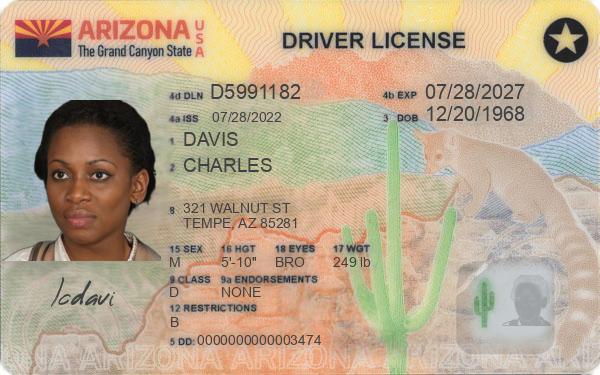 ARIZONA USA
The Grand Canyon State
DRIVER LICENSE
4d DLN D5991182
4b EXP 07/28/2027
4a ISS 07/28/2022
3 DOB 12/20/1968
1 DAVIS
2 CHARLES
8 321 WALNUT ST
TEMPE, AZ 85281
15 SEX 16 HGT 18 EYES 17 WGT
M 5'-10" BRO 249 lb
9 CLASS 9a ENDORSEMENTS
D NONE
12 RESTRICTIONS
B
5 DD: 0000000000003474
lcdavi
ARIZONA ARIZONA ARIZONA ARIZONA